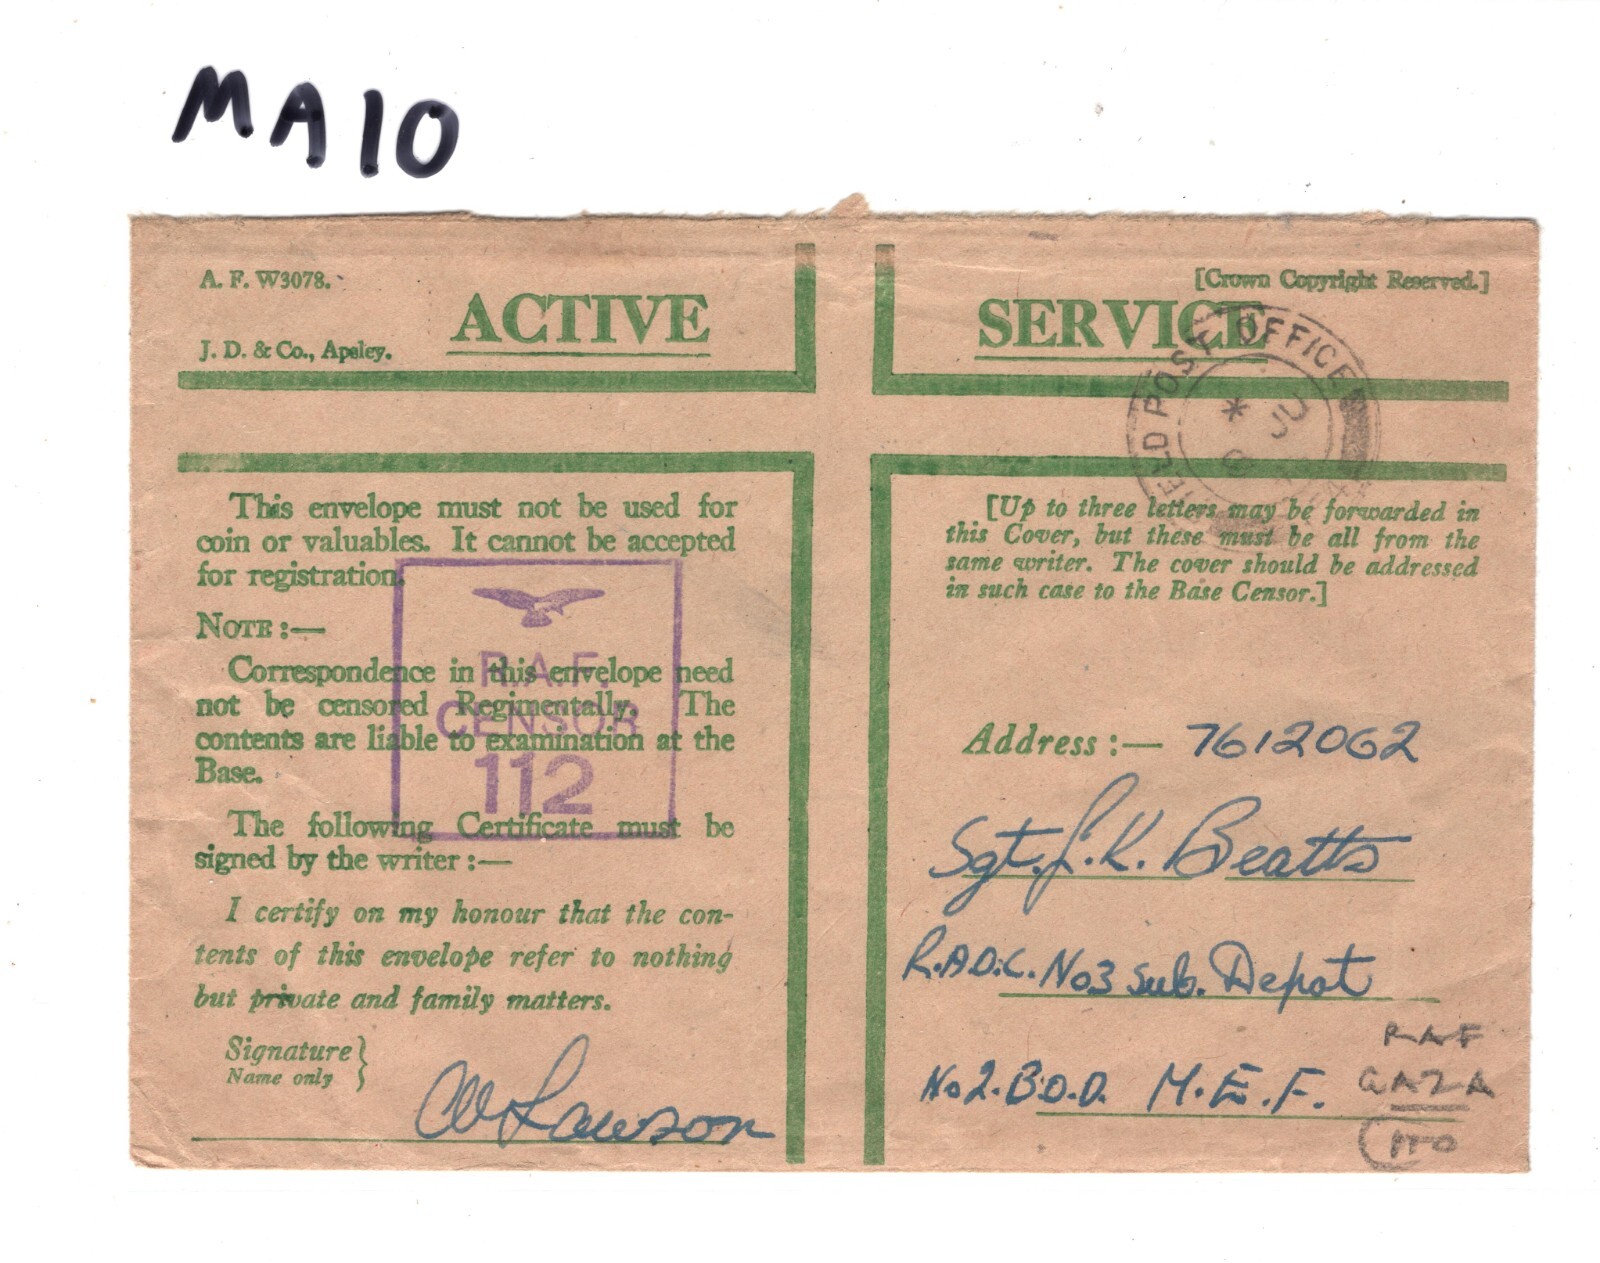 MA10
A. F. W3078.
ACTIVE
J. D. & Co., Apsley.
This envelope must not be used for
coin or valuables. It cannot be accepted
for registration.
NOTE :—
Correspondence in this envelope need
not be censored Regimentally. The
contents are liable to examination at the
Base.
The following Certificate must be
signed by the writer :—
I certify on my honour that the con-
tents of this envelope refer to nothing
but private and family matters.
Signature
Name only
Lawson
R.A.F.
CENSOR
112
[Crown Copyright Reserved.]
SERVICE
FIELD POST OFFICE
* JU
[Up to three letters may be forwarded in
this Cover, but these must be all from the
same writer. The cover should be addressed
in such case to the Base Censor.]
Address :— 7612062
Sgt. J. K. Beatts
R.A.O.C. No3 Sub. Depot
No 2. B.O.D. M.E.F.
RAF
GAZA